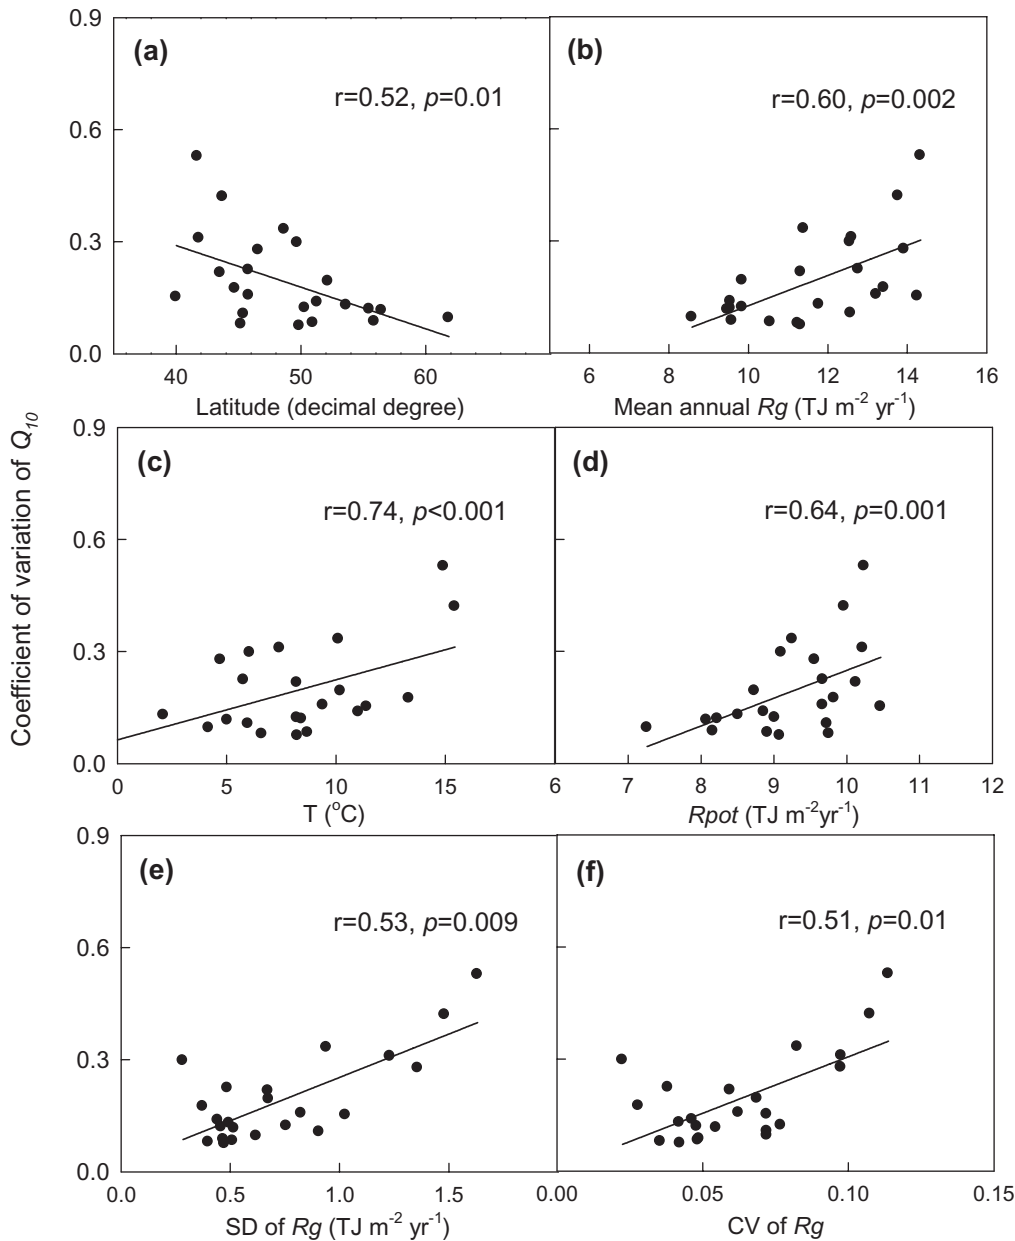 0.9
(a)
(b)
r=0.52, p=0.01
r=0.60, p=0.002
0.6
0.3
0.0
40 50 60
6 8 10 12 14 16
Latitude (decimal degree)
Mean annual Rg (TJ m⁻² yr⁻¹)
Coefficient of variation of Q₁₀
0.9
(c)
(d)
r=0.74, p<0.001
r=0.64, p=0.001
0.6
0.3
0.0
0 5 10 15
6 7 8 9 10 11 12
T (°C)
Rpot (TJ m⁻²yr⁻¹)
0.9
(e)
(f)
r=0.53, p=0.009
r=0.51, p=0.01
0.6
0.3
0.0
0.0 0.5 1.0 1.5
0.00 0.05 0.10 0.15
SD of Rg (TJ m⁻² yr⁻¹)
CV of Rg